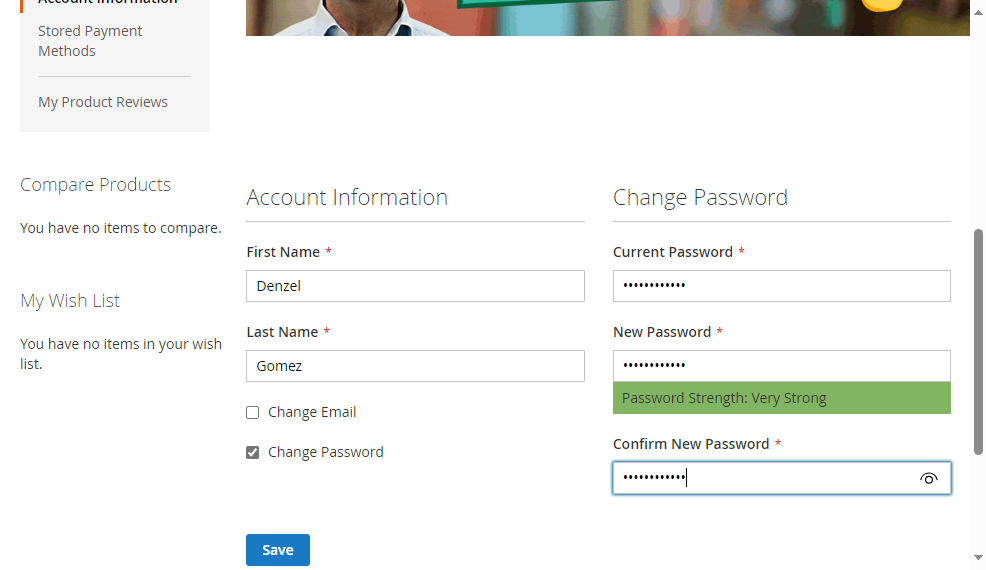 Account Information
Stored Payment
Methods
My Product Reviews
Compare Products
You have no items to compare.
My Wish List
You have no items in your wish
list.
Account Information
First Name *
Denzel
Last Name *
Gomez
Change Email
Change Password
Save
Change Password
Current Password *
••••••••••••
New Password *
••••••••••••
Password Strength: Very Strong
Confirm New Password *
••••••••••••